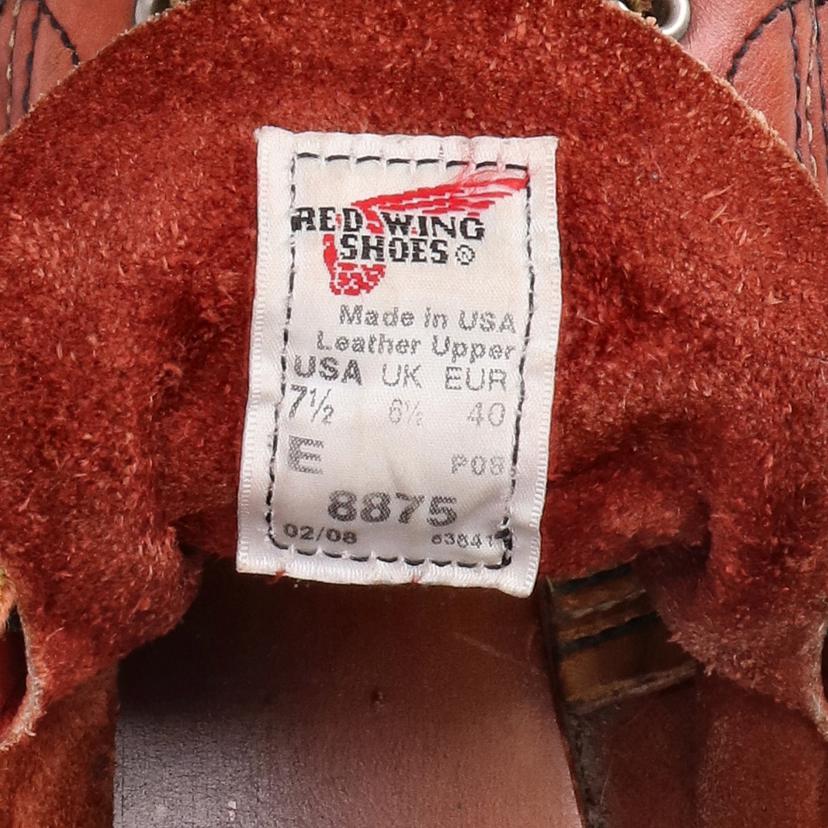 RED WING
SHOES®
Made in USA
Leather Upper
USA UK EUR
7½ 6½ 40
E
8875
02/08